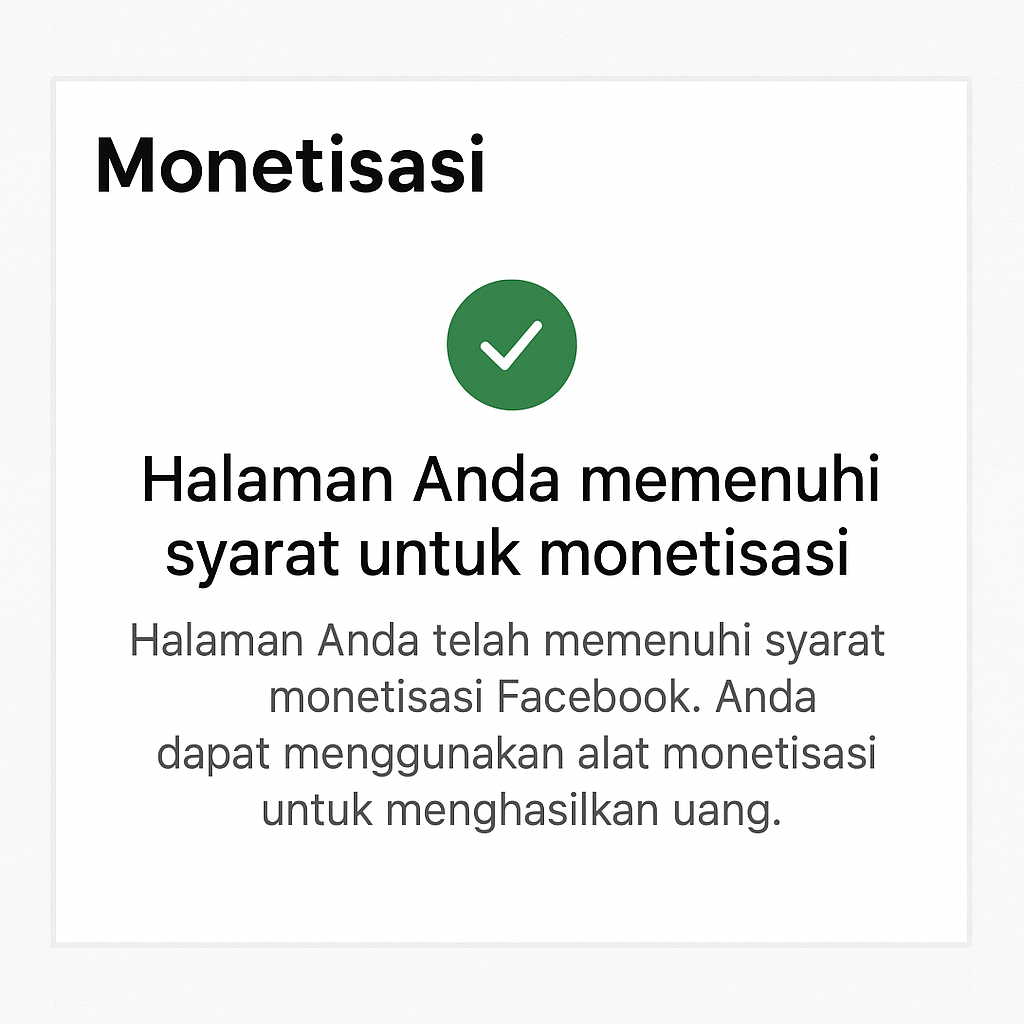 Monetisasi
Halaman Anda memenuhi
syarat untuk monetisasi
Halaman Anda telah memenuhi syarat
monetisasi Facebook. Anda
dapat menggunakan alat monetisasi
untuk menghasilkan uang.